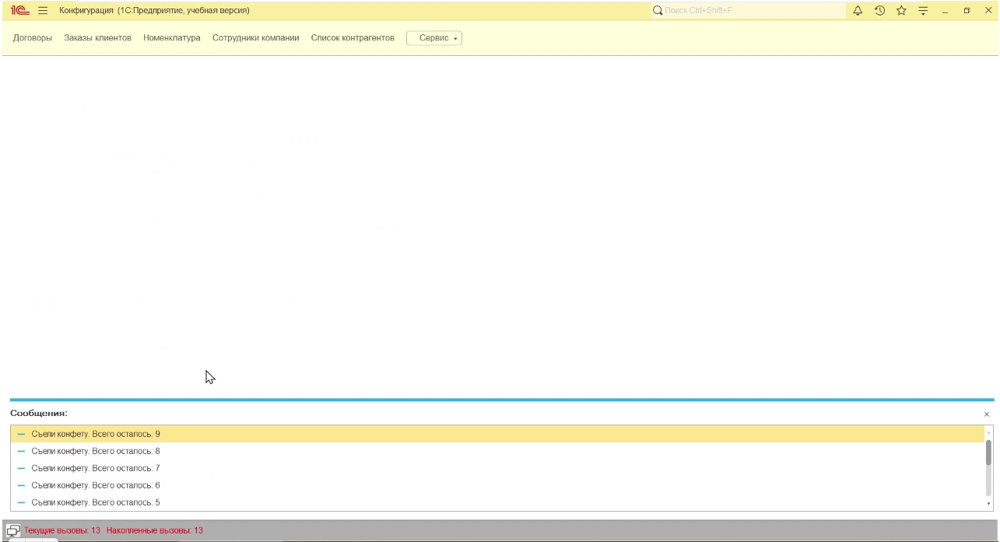 1С Конфигурация (1С:Предприятие, учебная версия) Поиск Ctrl+Shift+F
Договоры Заказы клиентов Номенклатура Сотрудники компании Список контрагентов Сервис
Сообщения:
Съели конфету. Всего осталось: 9
Съели конфету. Всего осталось: 8
Съели конфету. Всего осталось: 7
Съели конфету. Всего осталось: 6
Съели конфету. Всего осталось: 5
Текущие вызовы: 13 Накопленные вызовы: 13